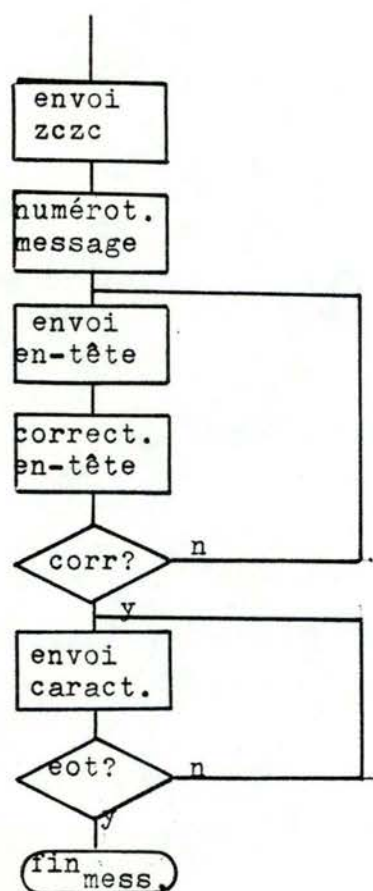 envoi
zczc
numérot.
message
envoi
en-tête
correct.
en-tête
corr?
n
y
envoi
caract.
eot?
n
y
fin
mess.